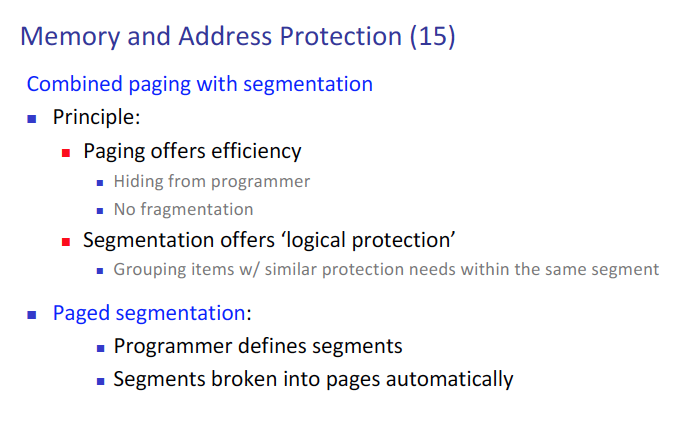 Memory and Address Protection (15)
Combined paging with segmentation
Principle:
Paging offers efficiency
Hiding from programmer
No fragmentation
Segmentation offers ‘logical protection’
Grouping items w/ similar protection needs within the same segment
Paged segmentation:
Programmer defines segments
Segments broken into pages automatically